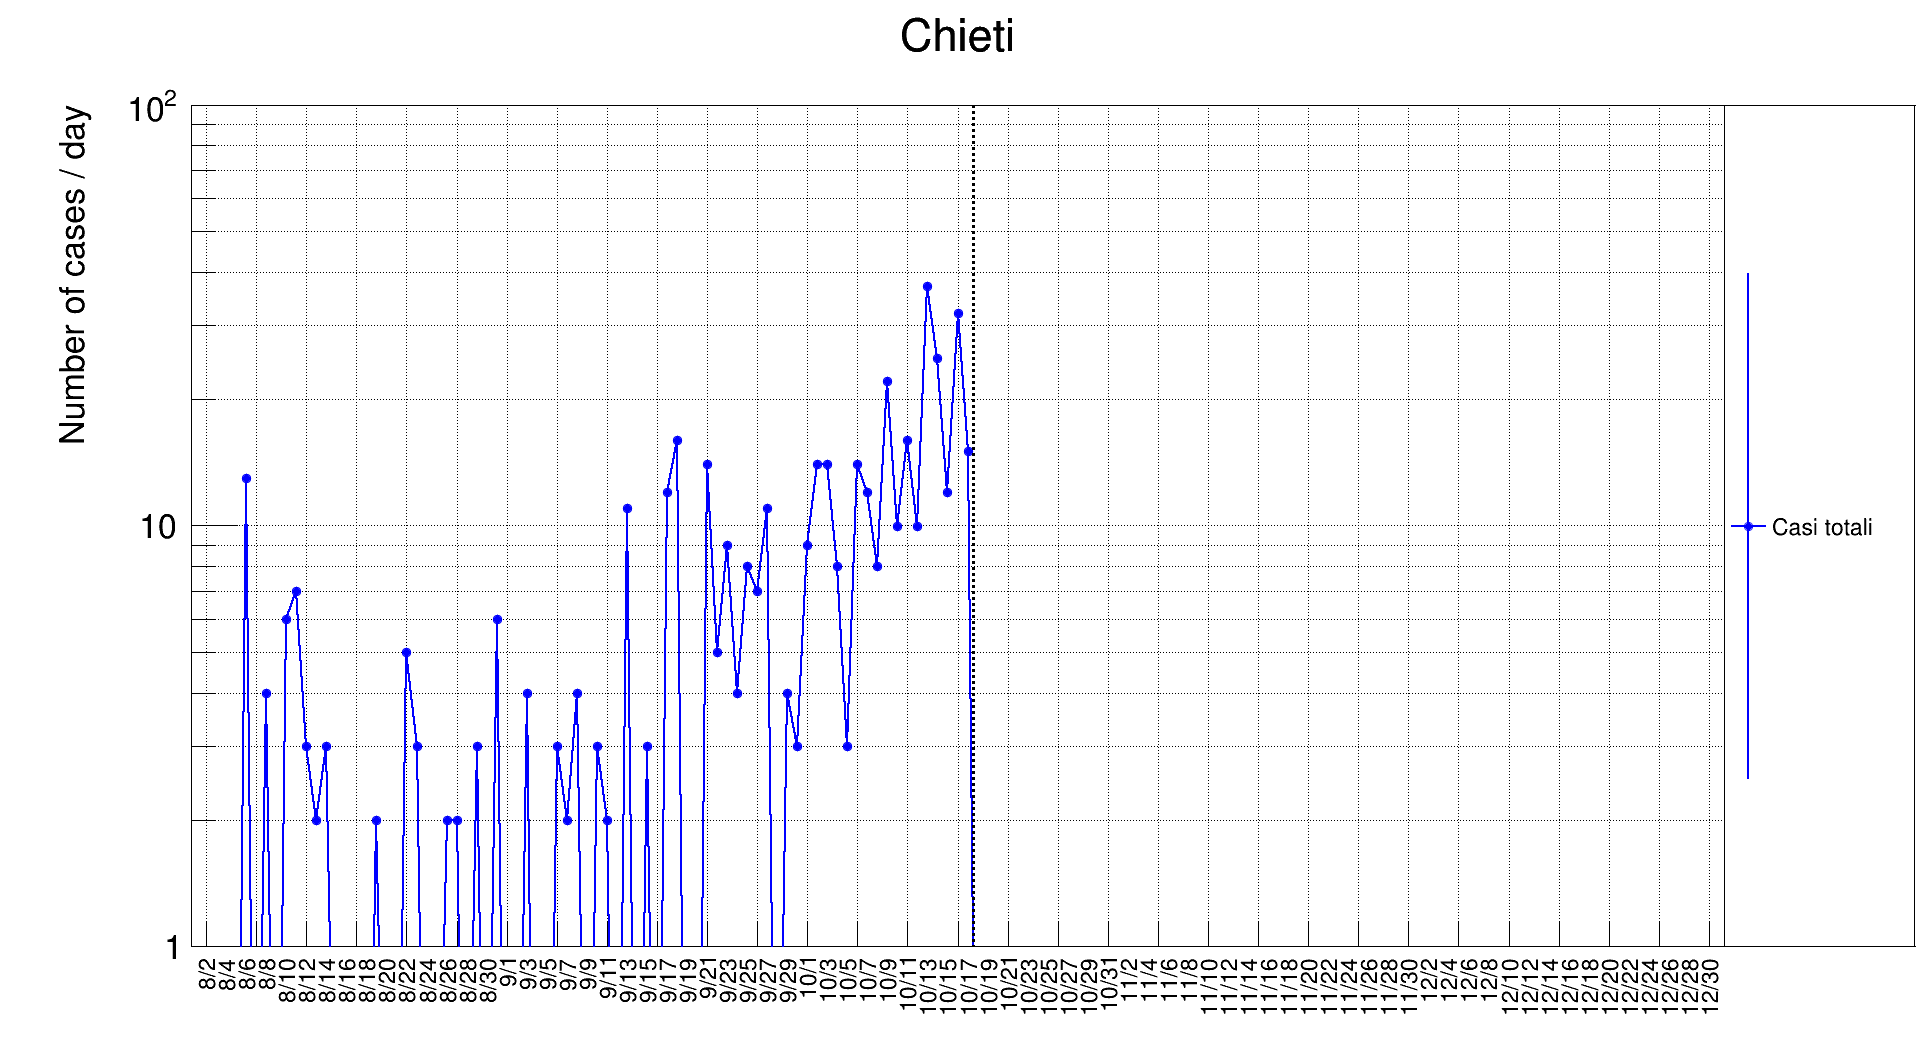 Chieti
Number of cases / day
10²
10
1
8/2 8/4 8/6 8/8 8/10 8/12 8/14 8/16 8/18 8/20 8/22 8/24 8/26 8/28 8/30 9/1 9/3 9/5 9/7 9/9 9/11 9/13 9/15 9/17 9/19 9/21 9/23 9/25 9/27 9/29 10/1 10/3 10/5 10/7 10/9 10/11 10/13 10/15 10/17 10/19 10/21 10/23 10/25 10/27 10/29 10/31 11/2 11/4 11/6 11/8 11/10 11/12 11/14 11/16 11/18 11/20 11/22 11/24 11/26 11/28 11/30 12/2 12/4 12/6 12/8 12/10 12/12 12/14 12/16 12/18 12/20 12/22 12/24 12/26 12/28 12/30
Casi totali